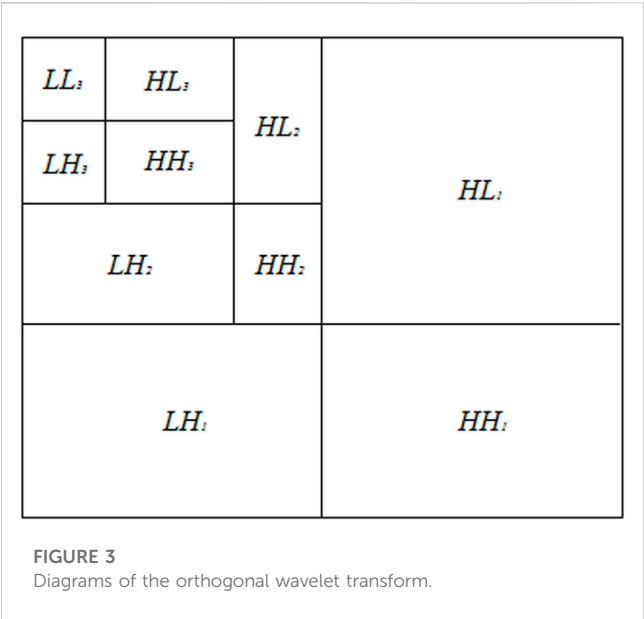 LL₃ HL₃
HL₂
LH₃ HH₃
HL₁
LH₂ HH₂
LH₁ HH₁
FIGURE 3
Diagrams of the orthogonal wavelet transform.